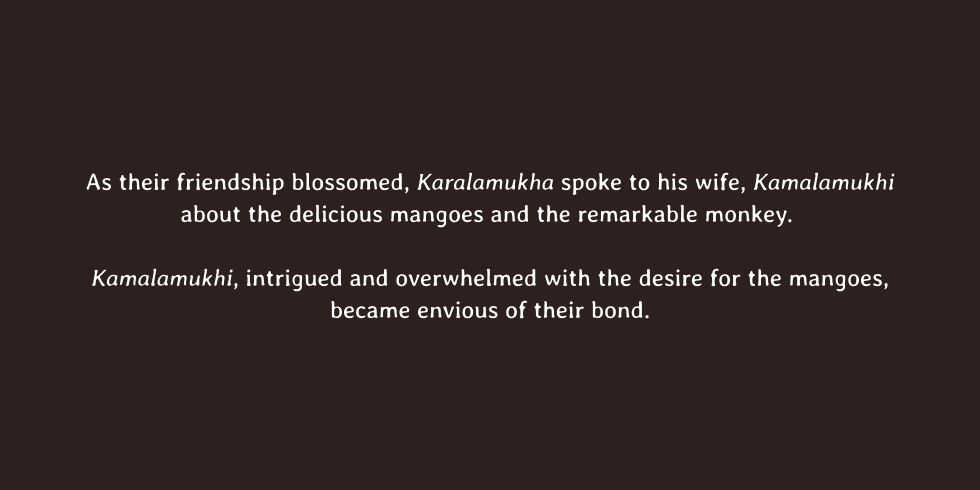 As their friendship blossomed, Karalamukha spoke to his wife, Kamalamukhi
about the delicious mangoes and the remarkable monkey.
Kamalamukhi, intrigued and overwhelmed with the desire for the mangoes,
became envious of their bond.